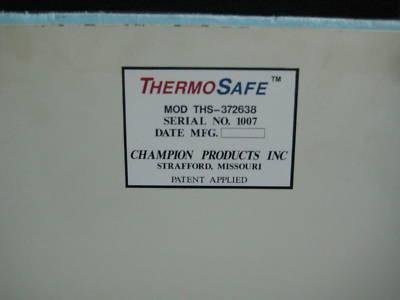 THERMOSAFE™
MOD THS-372638
SERIAL NO. 1007
DATE MFG.
CHAMPION PRODUCTS INC
STRAFFORD, MISSOURI
PATENT APPLIED